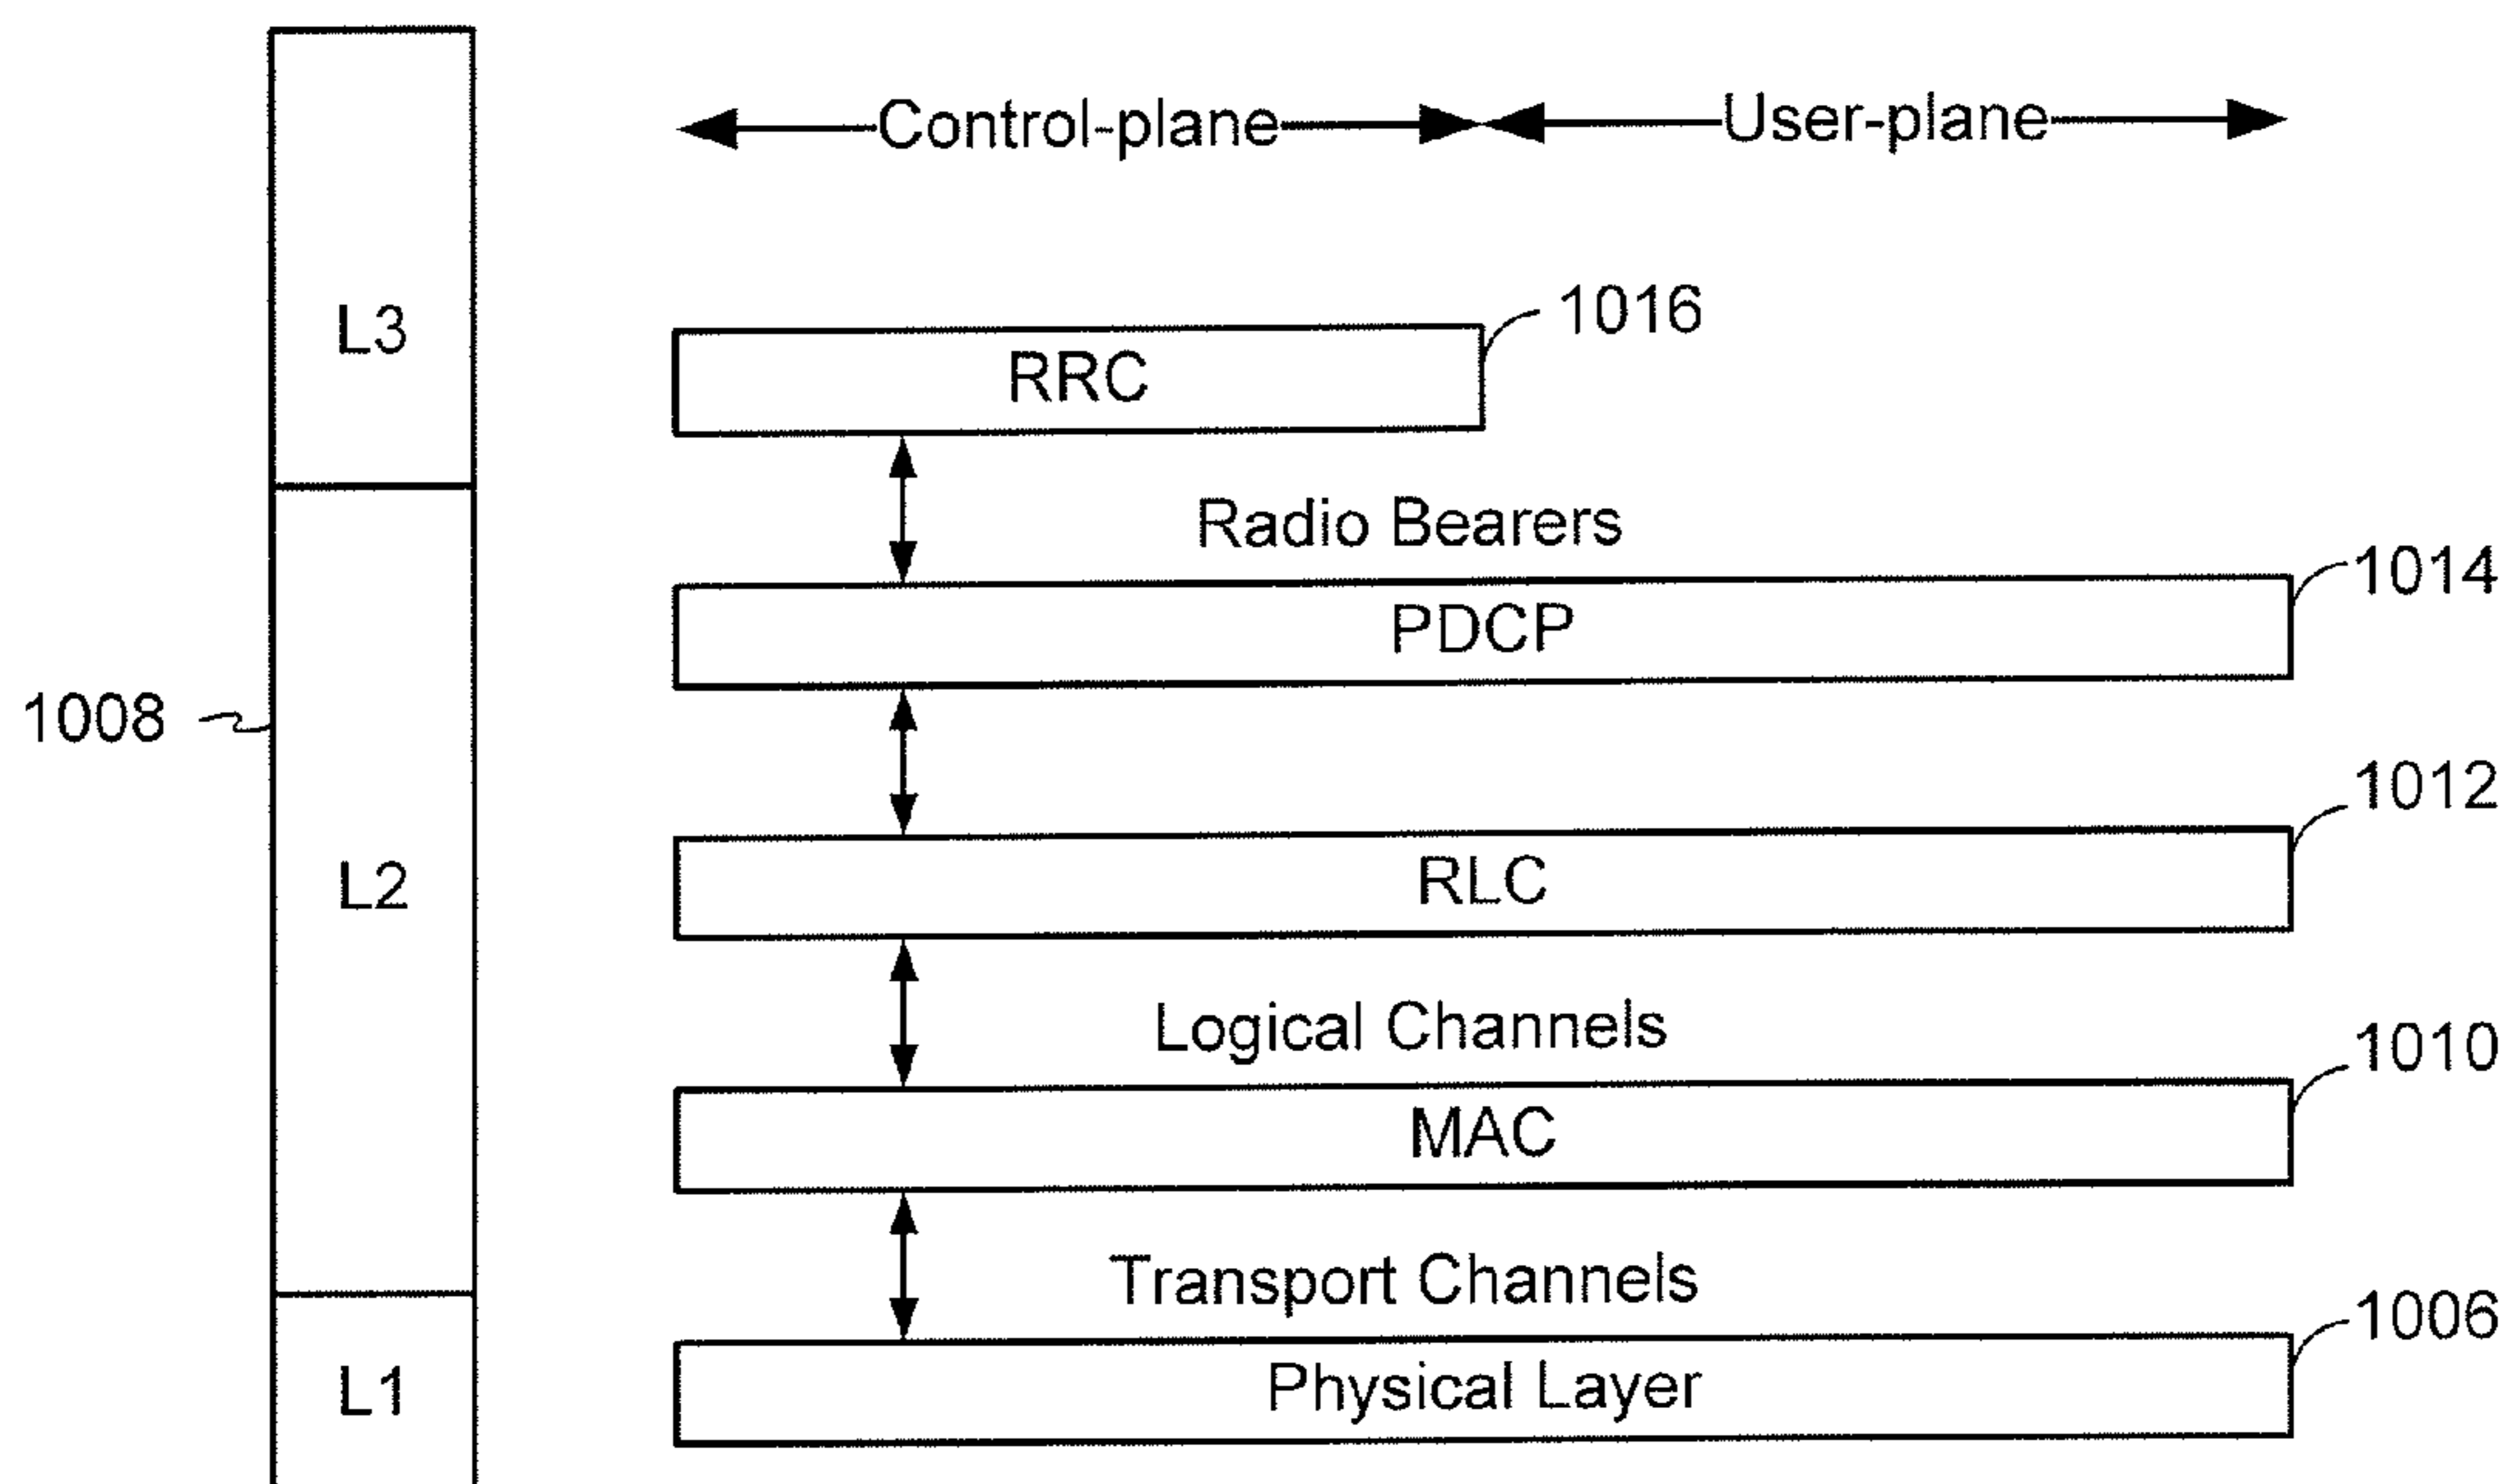 Control-plane User-plane
1016
L3
RRC
Radio Bearers
1014
PDCP
1008
1012
L2
RLC
Logical Channels
1010
MAC
Transport Channels
1006
L1
Physical Layer